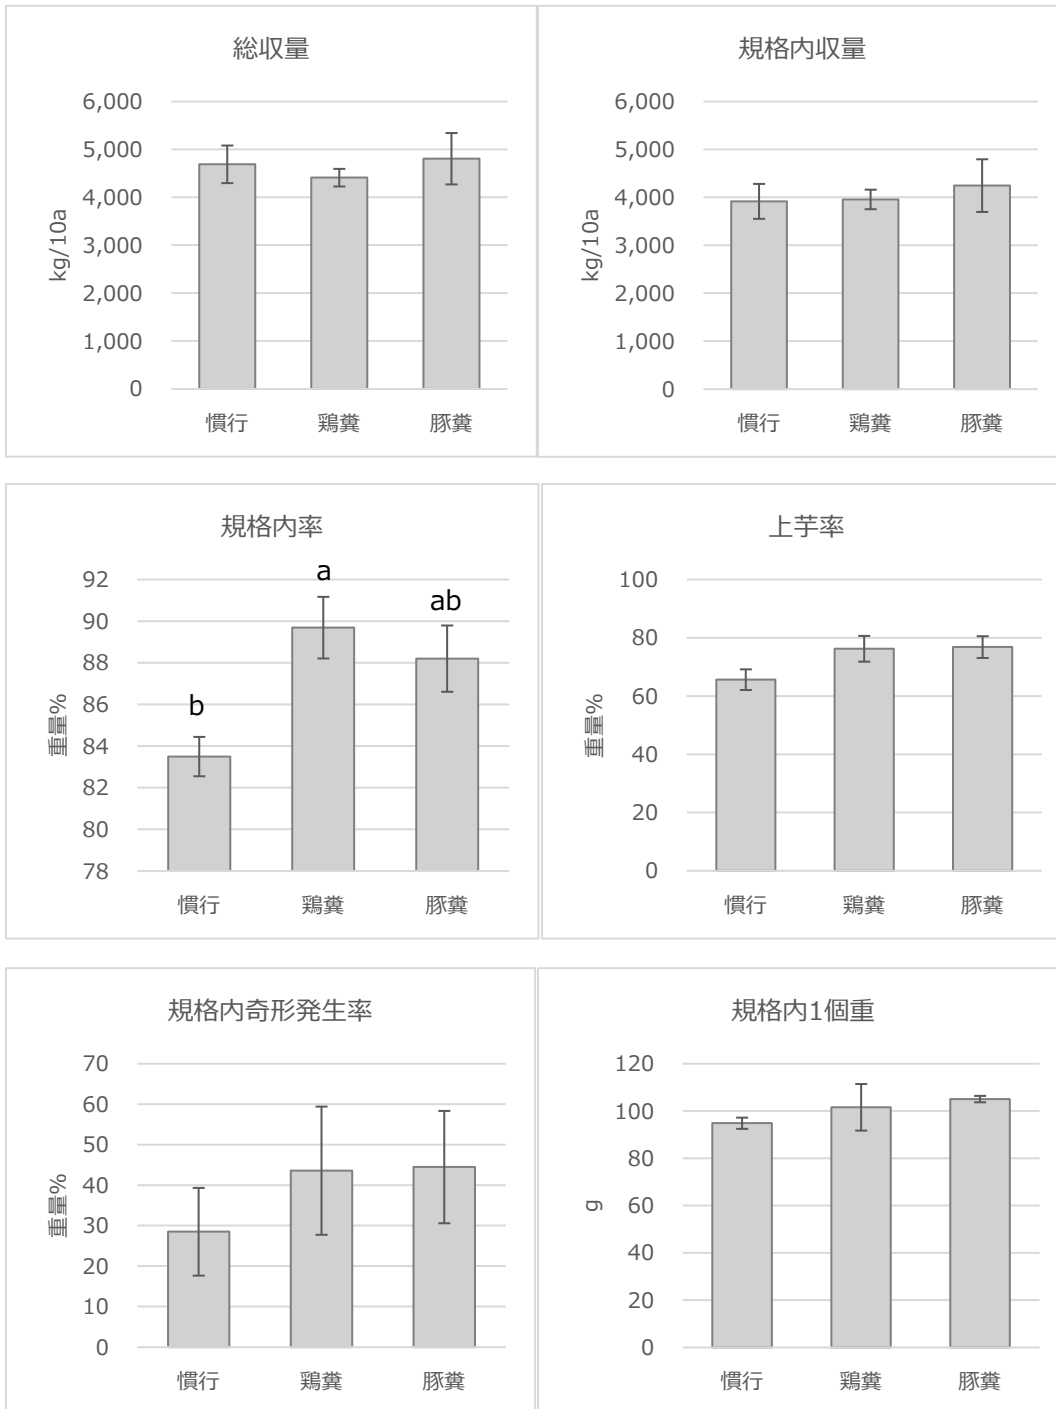 総収量
6,000
5,000
4,000
3,000
2,000
1,000
0
kg/10a
慣行 鶏糞 豚糞
規格内収量
6,000
5,000
4,000
3,000
2,000
1,000
0
kg/10a
慣行 鶏糞 豚糞
規格内率
92
90
88
86
84
82
80
78
重量%
b
a
ab
慣行 鶏糞 豚糞
上芋率
100
80
60
40
20
0
重量%
慣行 鶏糞 豚糞
規格内奇形発生率
70
60
50
40
30
20
10
0
重量%
慣行 鶏糞 豚糞
規格内1個重
120
100
80
60
40
20
0
g
慣行 鶏糞 豚糞